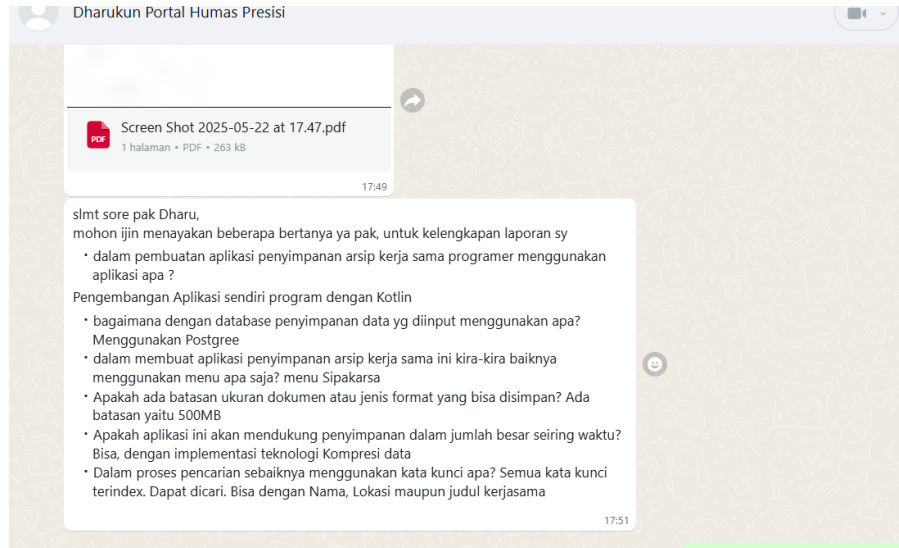 Dharukun Portal Humas Presisi
PDF
Screen Shot 2025-05-22 at 17.47.pdf
1 halaman • PDF • 263 kB
17:49
slmt sore pak Dharu,
mohon ijin menayakan beberapa bertanya ya pak, untuk kelengkapan laporan sy
• dalam pembuatan aplikasi penyimpanan arsip kerja sama programer menggunakan
aplikasi apa ?
Pengembangan Aplikasi sendiri program dengan Kotlin
• bagaimana dengan database penyimpanan data yg diinput menggunakan apa?
Menggunakan Postgree
• dalam membuat aplikasi penyimpanan arsip kerja sama ini kira-kira baiknya
menggunakan menu apa saja? menu Sipakarsa
• Apakah ada batasan ukuran dokumen atau jenis format yang bisa disimpan? Ada
batasan yaitu 500MB
• Apakah aplikasi ini akan mendukung penyimpanan dalam jumlah besar seiring waktu?
Bisa, dengan implementasi teknologi Kompresi data
• Dalam proses pencarian sebaiknya menggunakan kata kunci apa? Semua kata kunci
terindex. Dapat dicari. Bisa dengan Nama, Lokasi maupun judul kerjasama
17:51